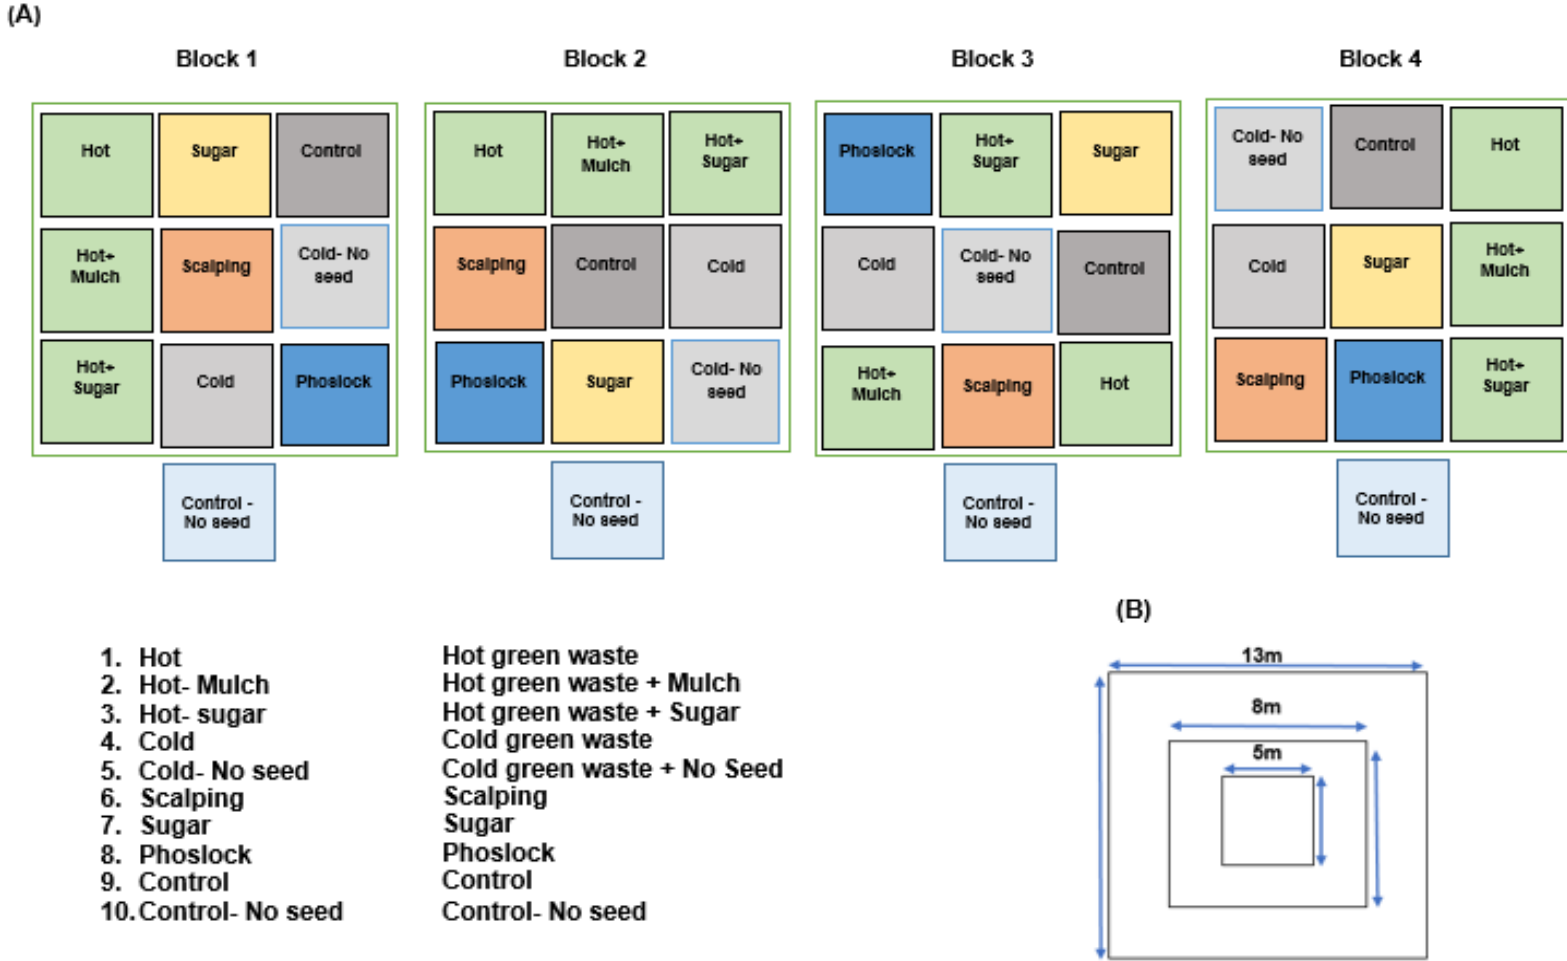 (A)
Block 1
Block 2
Block 3
Block 4
Hot
Sugar
Control
Hot+
Mulch
Scalping
Cold- No
seed
Hot+
Sugar
Cold
Phoslock
Control -
No seed
Hot
Hot+
Mulch
Hot+
Sugar
Scalping
Control
Cold
Phoslock
Sugar
Cold- No
seed
Control -
No seed
Phoslock
Hot+
Sugar
Sugar
Cold
Cold- No
seed
Control
Hot+
Mulch
Scalping
Hot
Control -
No seed
Cold- No
seed
Control
Hot
Cold
Sugar
Hot+
Mulch
Scalping
Phoslock
Hot+
Sugar
Control -
No seed
1. Hot Hot green waste
2. Hot- Mulch Hot green waste + Mulch
3. Hot- sugar Hot green waste + Sugar
4. Cold Cold green waste
5. Cold- No seed Cold green waste + No Seed
6. Scalping Scalping
7. Sugar Sugar
8. Phoslock Phoslock
9. Control Control
10. Control- No seed Control- No seed
(B)
13m
8m
5m